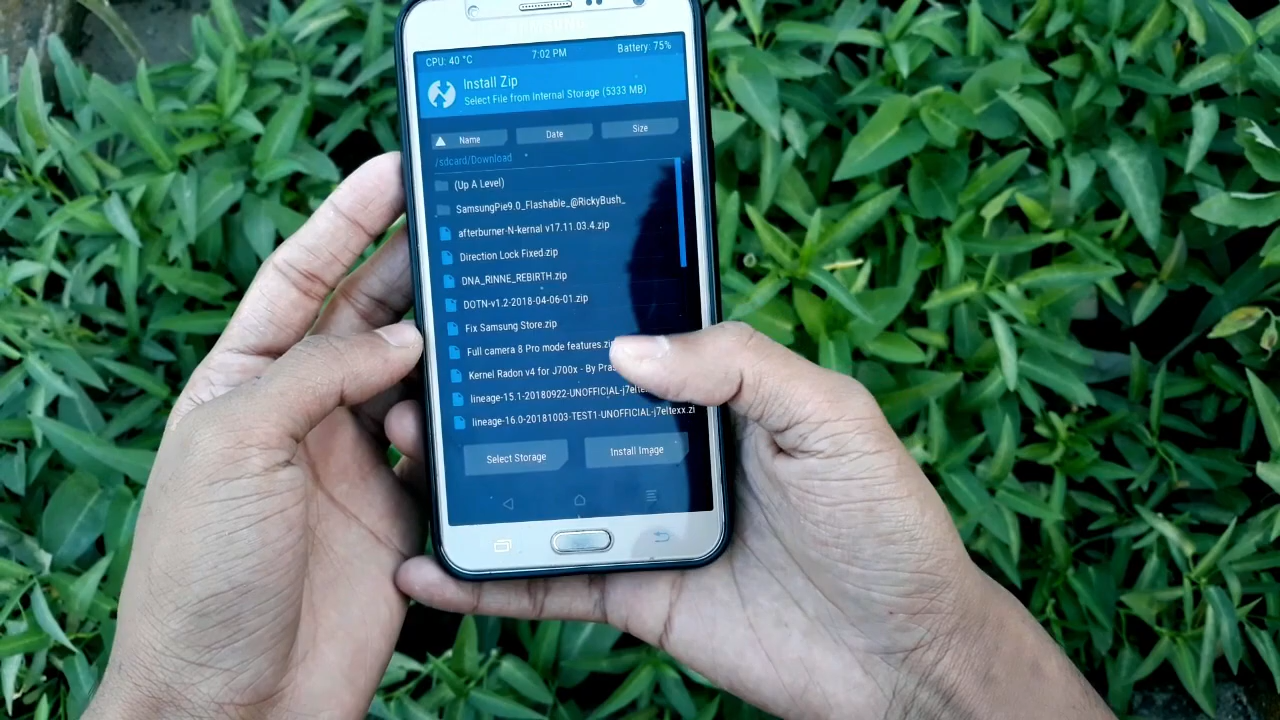 SAMSUNG
CPU: 40 °C 7:02 PM Battery: 75%
Install Zip
Select File from Internal Storage (5333 MB)
Name Date Size
/sdcard/Download
(Up A Level)
SamsungPie9.0_Flashable_@RickyBush_
afterburner-N-kernal v17.11.03.4.zip
Direction Lock Fixed.zip
DNA_RINNE_REBIRTH.zip
DOTN-v1.2-2018-04-06-01.zip
Fix Samsung Store.zip
Full camera 8 Pro mode features.zip
Kernel Radon v4 for J700x - By Pras
lineage-15.1-20180922-UNOFFICIAL-j7elte
lineage-16.0-20181003-TEST1-UNOFFICIAL-j7eltexx.zi
Select Storage Install Image